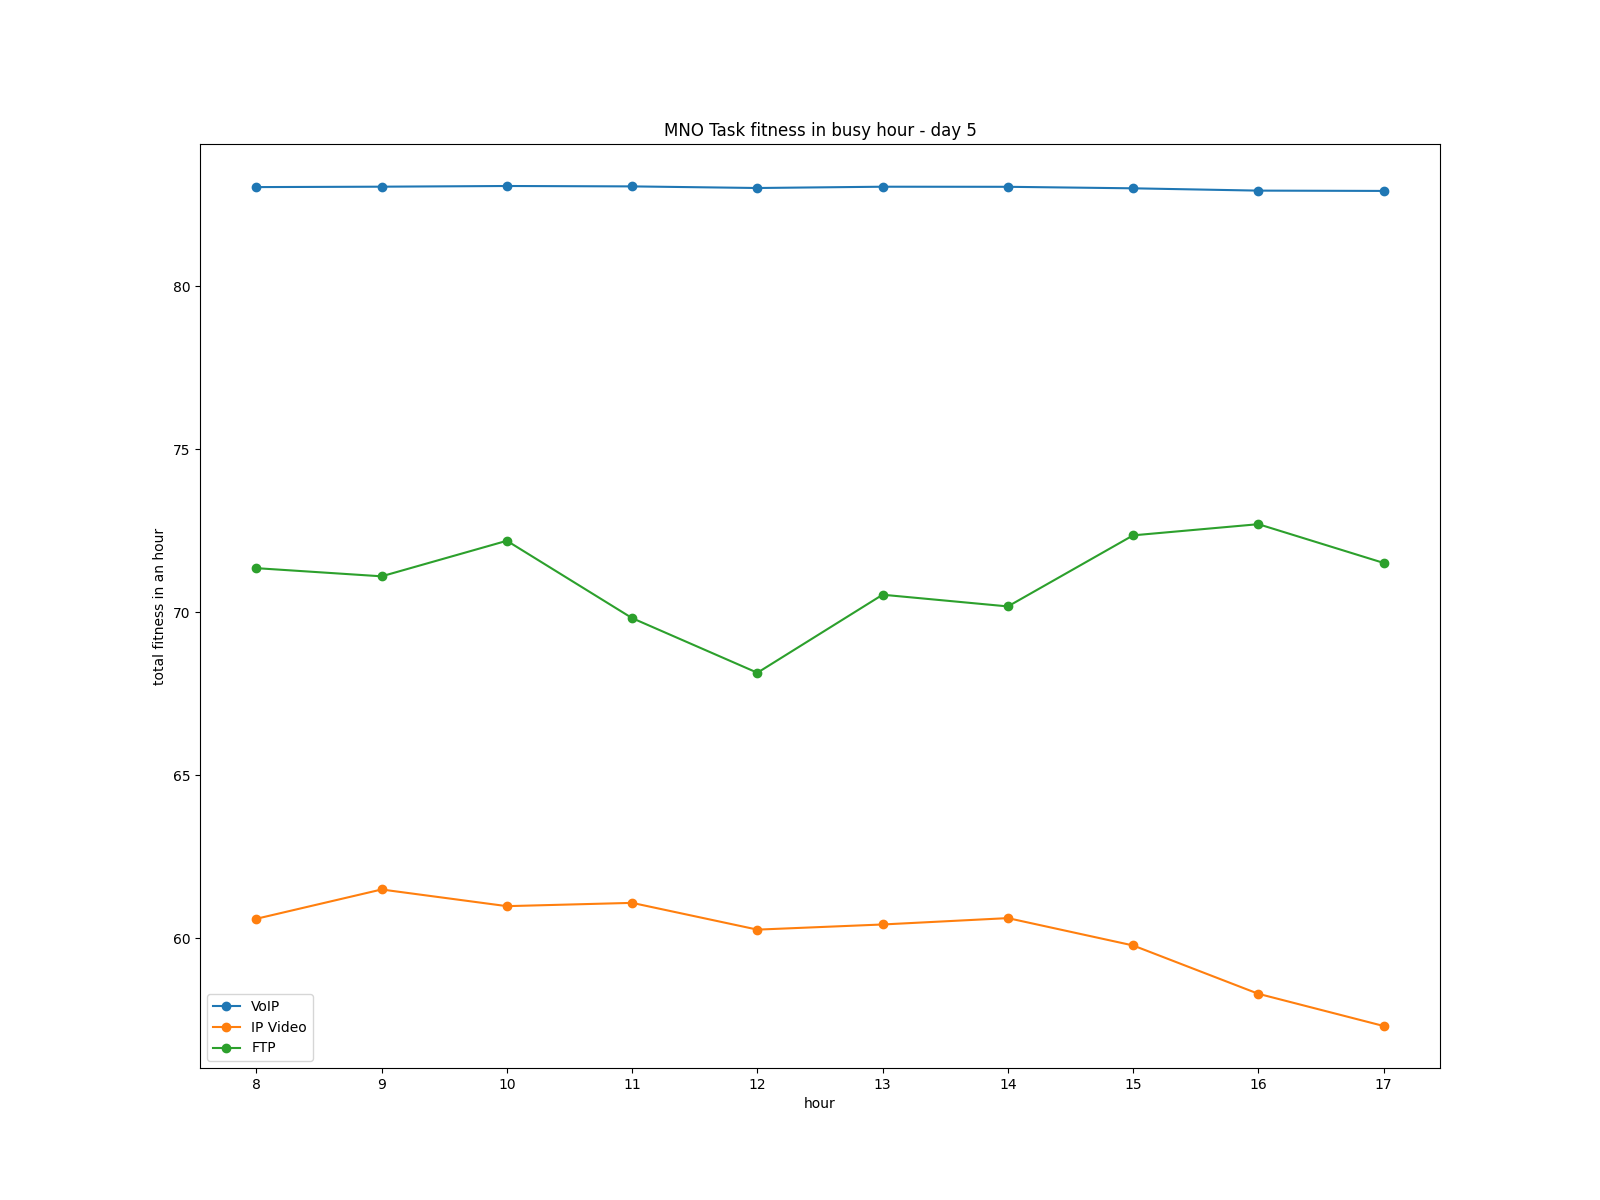 MNO Task fitness in busy hour - day 5
total fitness in an hour
80
75
70
65
60
VoIP
IP Video
FTP
8 9 10 11 12 13 14 15 16 17
hour